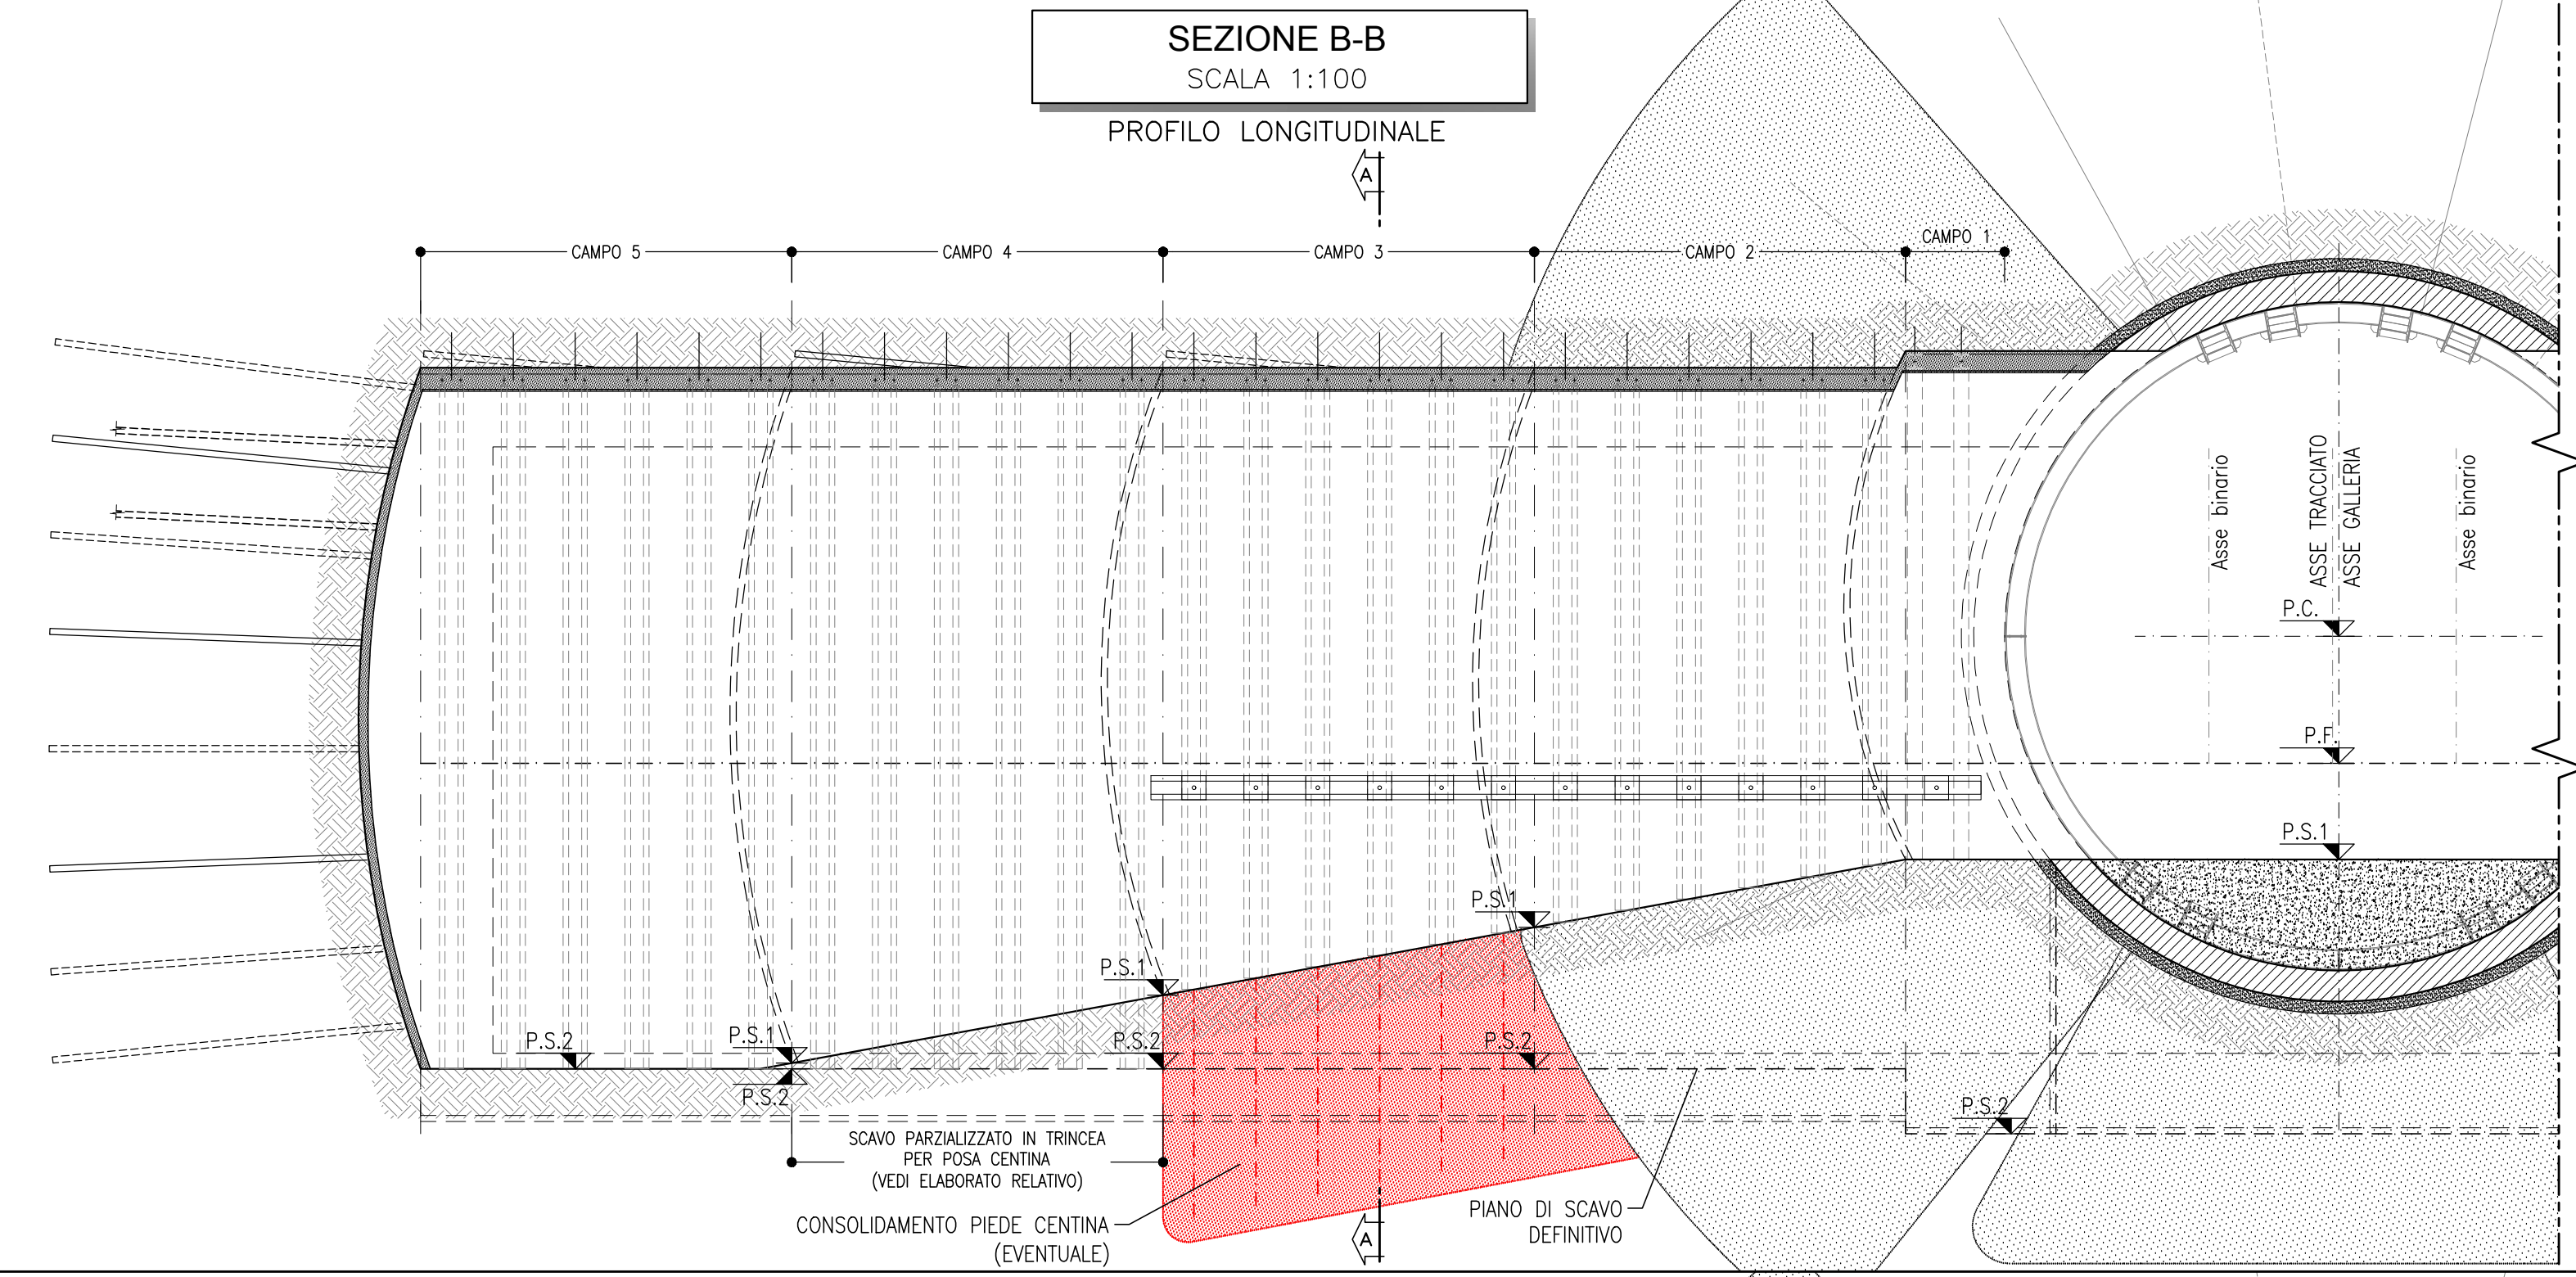 SEZIONE B-B
SCALA 1:100
PROFILO LONGITUDINALE
A
CAMPO 5
CAMPO 4
CAMPO 3
CAMPO 2
CAMPO 1
Asse binario
ASSE TRACCIATO
ASSE GALLERIA
Asse binario
P.C.
P.F.
P.S.1
P.S.1
P.S.1
P.S.1
P.S.2
P.S.2
P.S.2
P.S.2
P.S.2
SCAVO PARZIALIZZATO IN TRINCEA
PER POSA CENTINA
(VEDI ELABORATO RELATIVO)
CONSOLIDAMENTO PIEDE CENTINA
(EVENTUALE)
PIANO DI SCAVO
DEFINITIVO
A